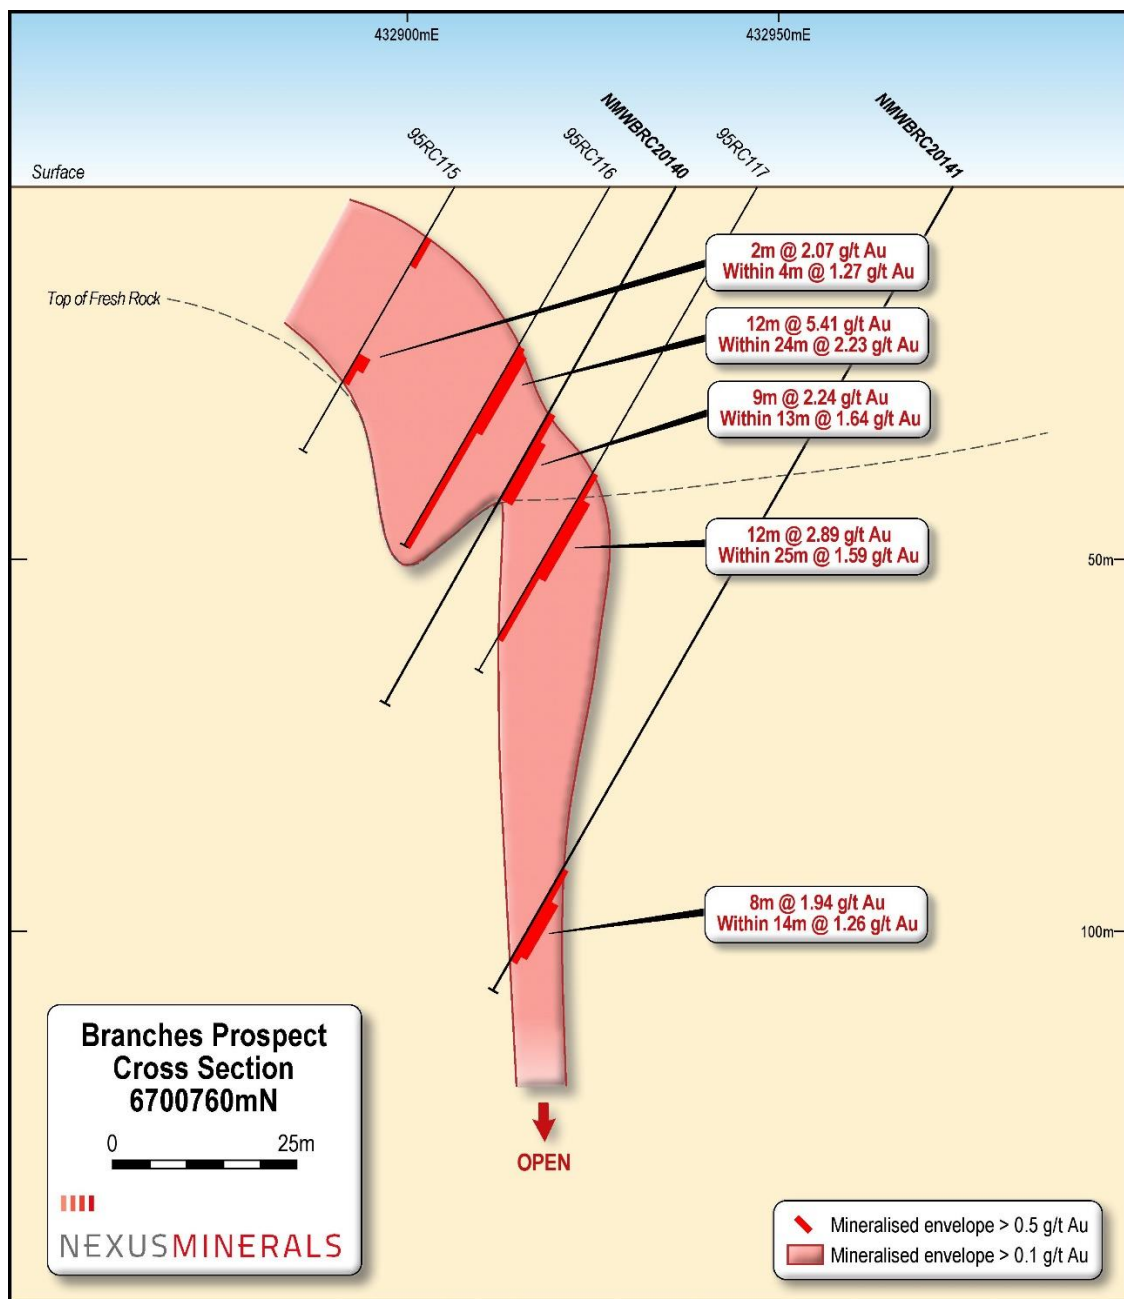 432900mE
432950mE
95RC115
95RC116
NMWBRC20140
95RC117
NMWBRC20141
Surface
2m @ 2.07 g/t Au
Within 4m @ 1.27 g/t Au
Top of Fresh Rock
12m @ 5.41 g/t Au
Within 24m @ 2.23 g/t Au
9m @ 2.24 g/t Au
Within 13m @ 1.64 g/t Au
12m @ 2.89 g/t Au
Within 25m @ 1.59 g/t Au
50m
8m @ 1.94 g/t Au
Within 14m @ 1.26 g/t Au
100m
Branches Prospect
Cross Section
6700760mN
0 25m
NEXUSMINERALS
OPEN
Mineralised envelope > 0.5 g/t Au
Mineralised envelope > 0.1 g/t Au